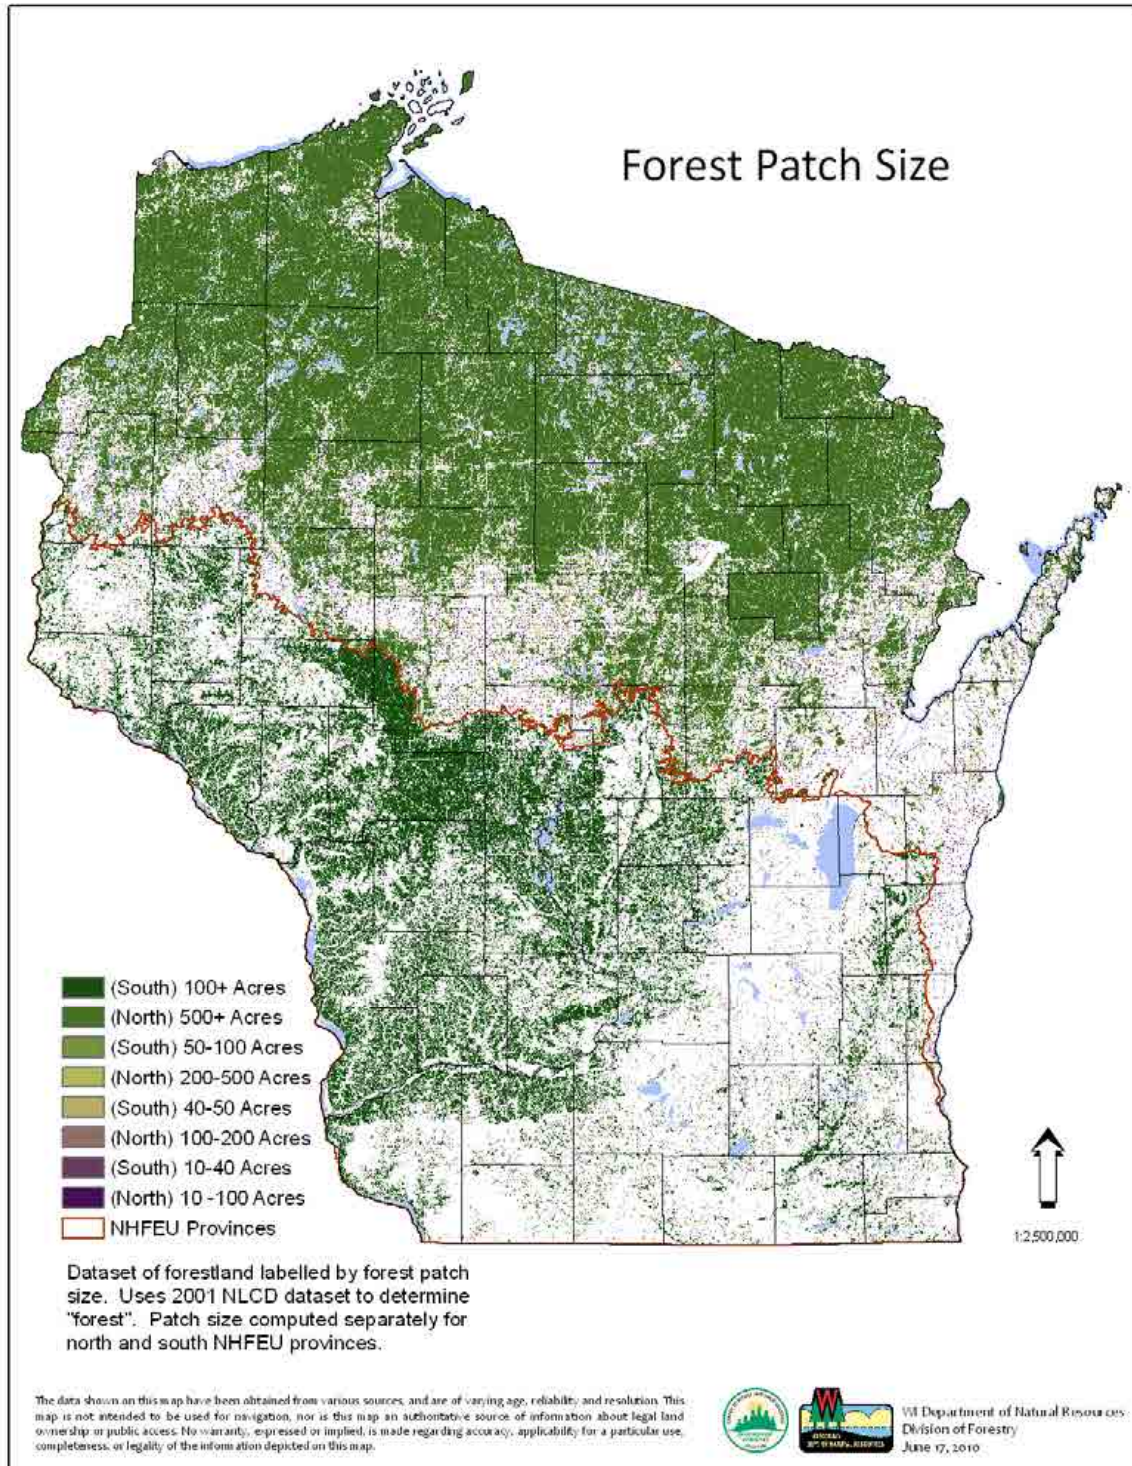 Forest Patch Size
(South) 100+ Acres
(North) 500+ Acres
(South) 50-100 Acres
(North) 200-500 Acres
(South) 40-50 Acres
(North) 100-200 Acres
(South) 10-40 Acres
(North) 10 -100 Acres
NHFEU Provinces
1:2,500,000
Dataset of forestland labelled by forest patch
size. Uses 2001 NLCD dataset to determine
"forest". Patch size computed separately for
north and south NHFEU provinces.
The data shown on this map have been obtained from various sources, and are of varying age, reliability and resolution. This
map is not intended to be used for navigation, nor is this map an authoritative source of information about legal land
ownership or public access. No warranty, expressed or implied, is made regarding accuracy, applicability for a particular use,
completeness, or legality of the information depicted on this map.
W
WI Department of Natural Resources
Division of Forestry
June 17, 2010